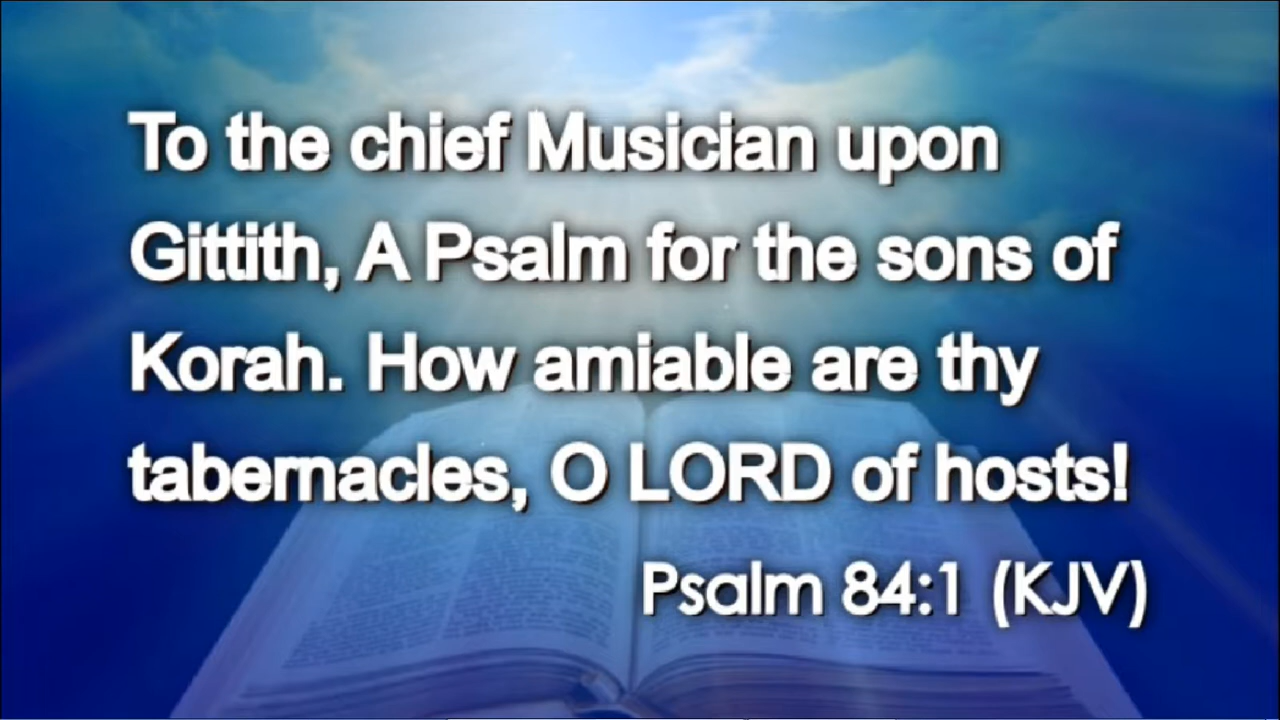 To the chief Musician upon
Gittith, A Psalm for the sons of
Korah. How amiable are thy
tabernacles, O LORD of hosts!
Psalm 84:1 (KJV)